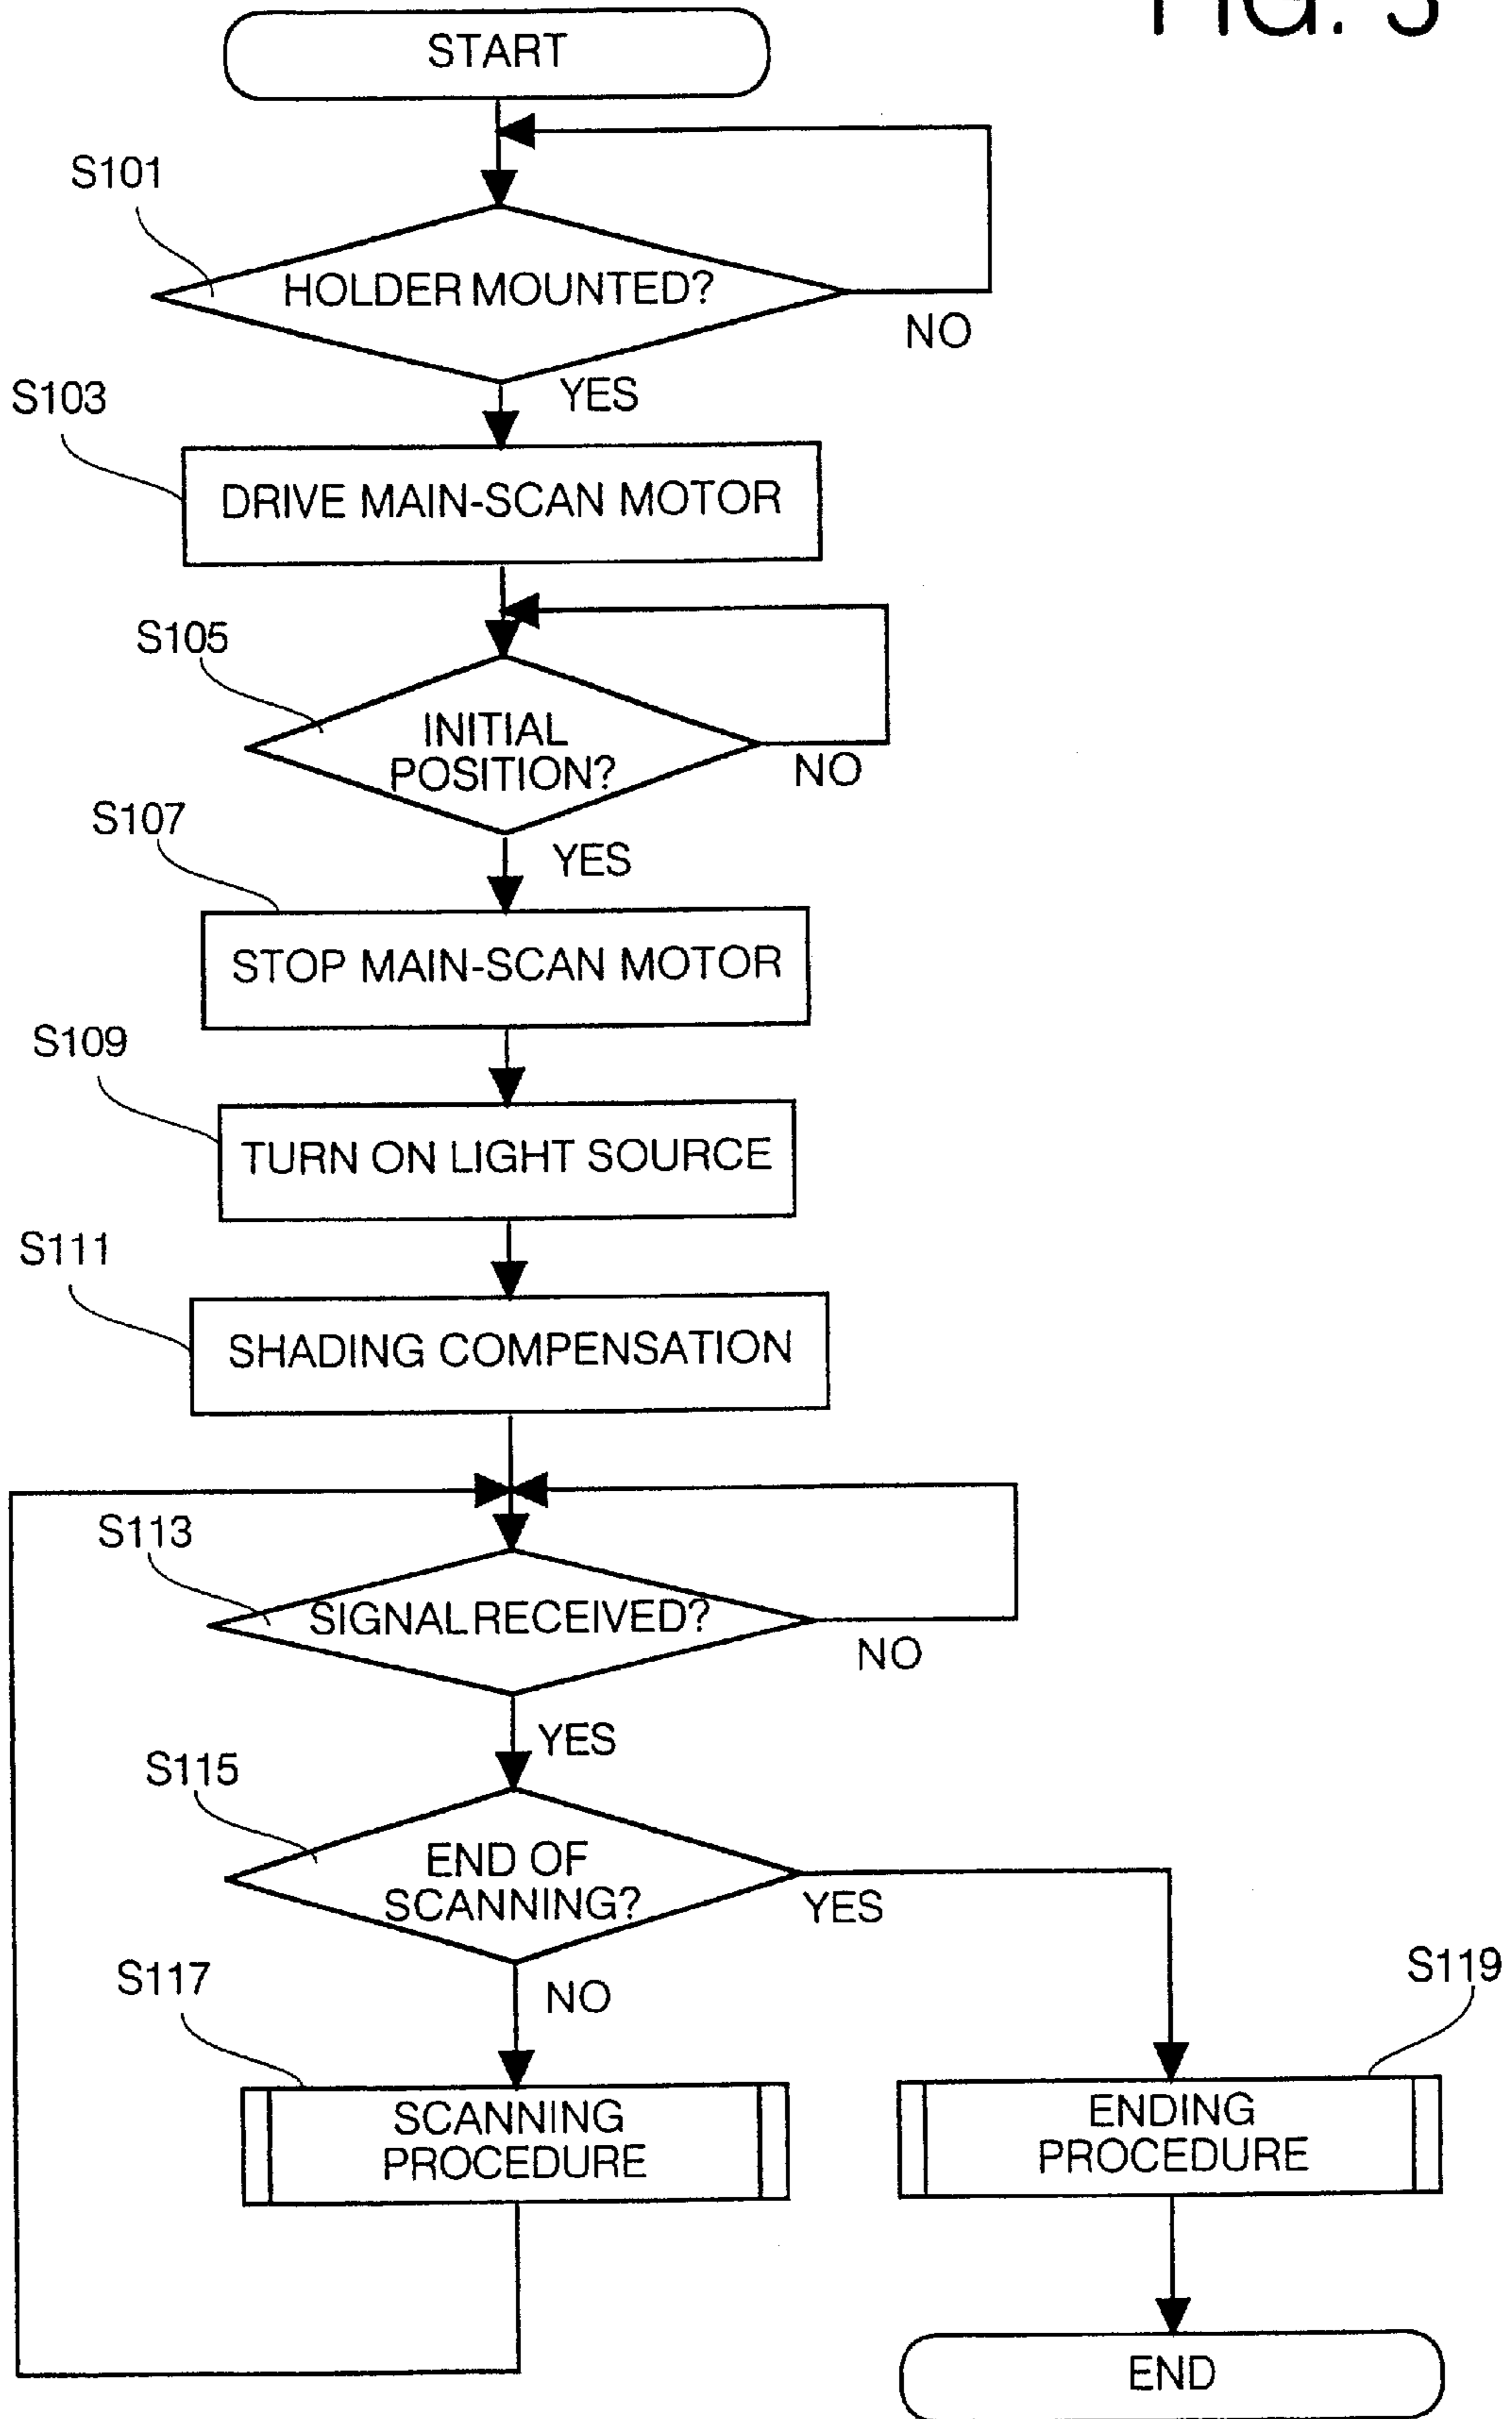 FIG. 
START
S101
HOLDER MOUNTED?
NO
YES
S103
DRIVE MAIN-SCAN MOTOR
S105
INITIAL
POSITION?
NO
YES
S107
STOP MAIN-SCAN MOTOR
S109
TURN ON LIGHT SOURCE
S111
SHADING COMPENSATION
S113
SIGNAL RECEIVED?
NO
YES
S115
END OF
SCANNING?
YES
NO
S117
SCANNING
PROCEDURE
S119
ENDING
PROCEDURE
END